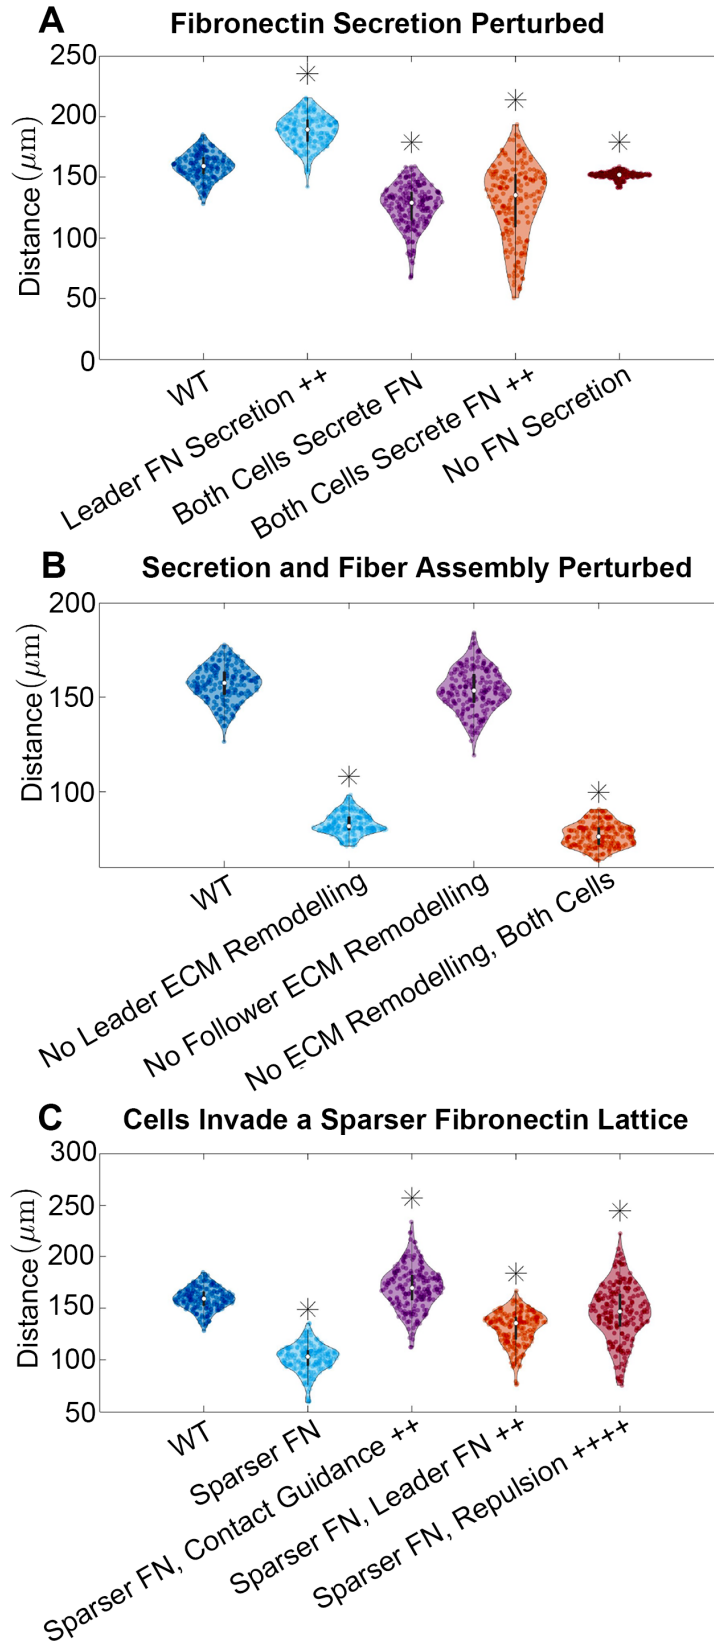 A Fibronectin Secretion Perturbed
250
200
150
100
50
0
Distance (μm)
*
*
*
*
WT
Leader FN Secretion ++
Both Cells Secrete FN
Both Cells Secrete FN ++
No FN Secretion
B Secretion and Fiber Assembly Perturbed
200
150
100
Distance (μm)
*
*
WT
No Leader ECM Remodelling
No Follower ECM Remodelling
No ECM Remodelling, Both Cells
C Cells Invade a Sparser Fibronectin Lattice
300
250
200
150
100
50
Distance (μm)
*
*
*
*
WT
Sparser FN
Sparser FN, Contact Guidance ++
Sparser FN, Leader FN ++
Sparser FN, Repulsion ++++